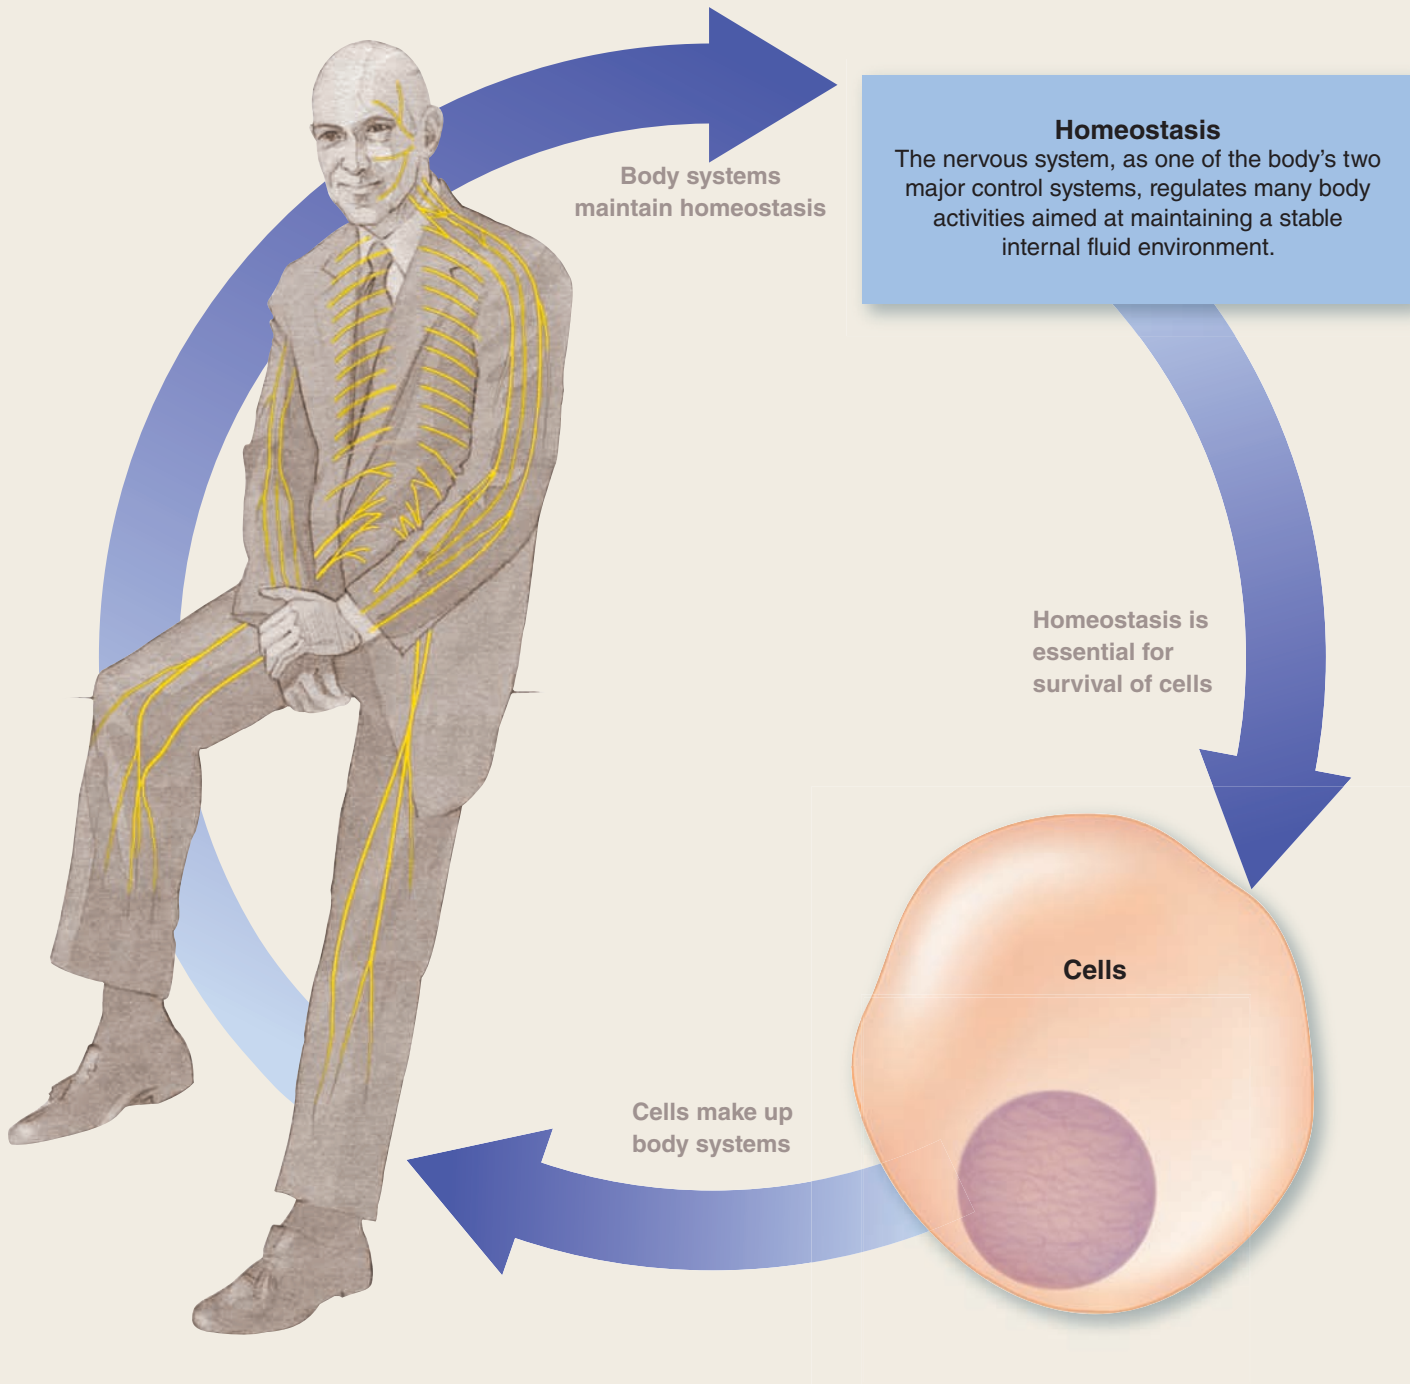 Homeostasis
The nervous system, as one of the body’s two
major control systems, regulates many body
activities aimed at maintaining a stable
internal fluid environment.
Body systems
maintain homeostasis
Homeostasis is
essential for
survival of cells
Cells
Cells make up
body systems